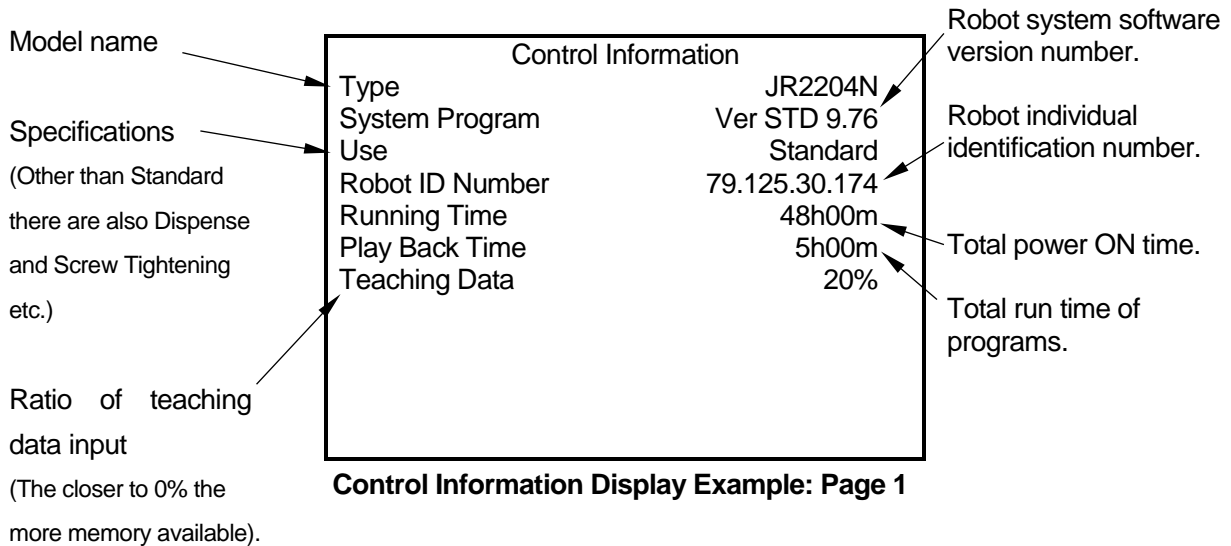 Model name
Specifications
(Other than Standard
there are also Dispense
and Screw Tightening
etc.)
Ratio of teaching
data input
(The closer to 0% the
more memory available).
Control Information
Type JR2204N
System Program Ver STD 9.76
Use Standard
Robot ID Number 79.125.30.174
Running Time 48h00m
Play Back Time 5h00m
Teaching Data 20%
Control Information Display Example: Page 1
Robot system software
version number.
Robot individual
identification number.
Total power ON time.
Total run time of
programs.